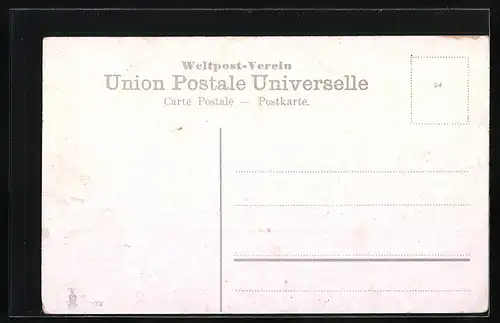 Weltpost-Verein
Union Postale Universelle
Carte Postale — Postkarte.
24